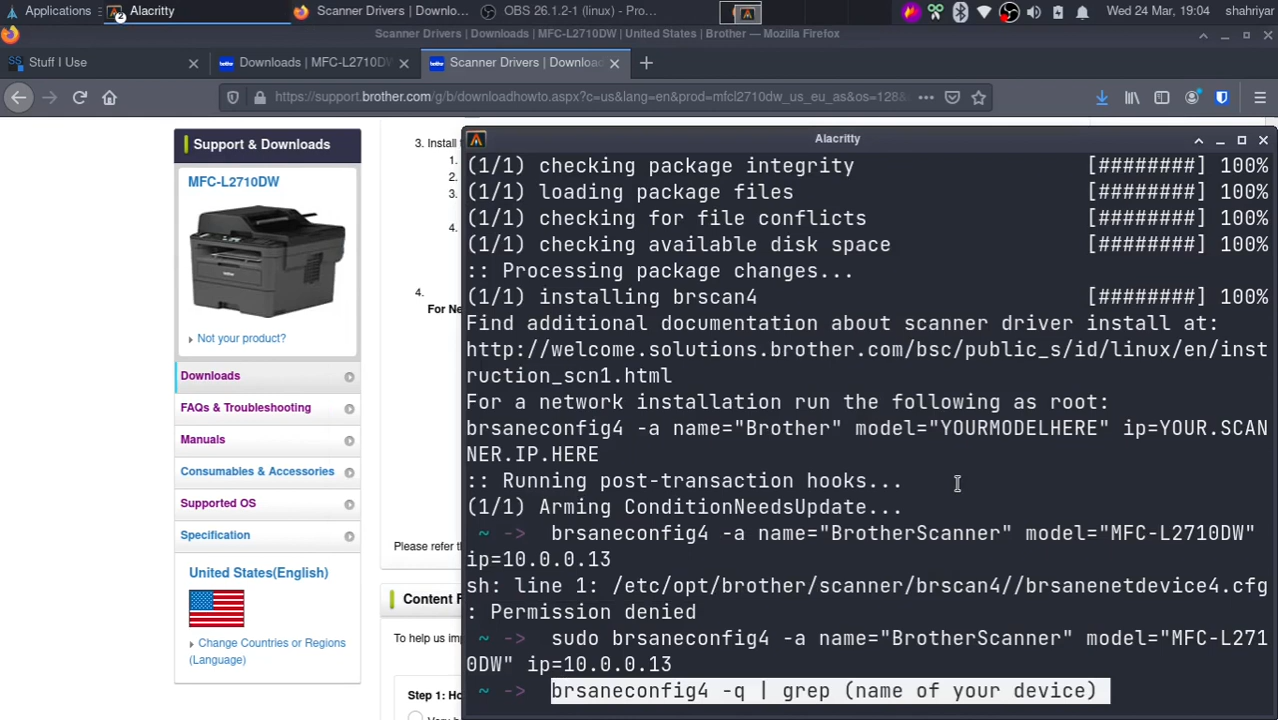 Applications
2
Alacritty
Scanner Drivers | Downlo...
OBS 26.1.2-1 (linux) - Pro...
Wed 24 Mar, 19:04
shahriyar
Scanner Drivers | Downloads | MFC-L2710DW | United States | Brother — Mozilla Firefox
Stuff I Use
Downloads | MFC-L2710DW
Scanner Drivers | Download
https://support.brother.com/g/b/downloadhowto.aspx?c=us&lang=en&prod=mfcl2710dw_us_eu_as&os=128&
Support & Downloads
MFC-L2710DW
Not your product?
Downloads
FAQs & Troubleshooting
Manuals
Consumables & Accessories
Supported OS
Specification
United States(English)
Change Countries or Regions
(Language)
3. Install t
1.
2.
3.
4.
4.
For Ne
Please refer th
Content F
To help us imp
Step 1: Ho
Alacritty
(1/1) checking package integrity [########] 100%
(1/1) loading package files [########] 100%
(1/1) checking for file conflicts [########] 100%
(1/1) checking available disk space [########] 100%
:: Processing package changes...
(1/1) installing brscan4 [########] 100%
Find additional documentation about scanner driver install at:
http://welcome.solutions.brother.com/bsc/public_s/id/linux/en/inst
ruction_scn1.html
For a network installation run the following as root:
brsaneconfig4 -a name="Brother" model="YOURMODELHERE" ip=YOUR.SCAN
NER.IP.HERE
:: Running post-transaction hooks...
(1/1) Arming ConditionNeedsUpdate...
~ -> brsaneconfig4 -a name="BrotherScanner" model="MFC-L2710DW"
ip=10.0.0.13
sh: line 1: /etc/opt/brother/scanner/brscan4//brsanenetdevice4.cfg
: Permission denied
~ -> sudo brsaneconfig4 -a name="BrotherScanner" model="MFC-L271
0DW" ip=10.0.0.13
~ -> brsaneconfig4 -q | grep (name of your device)